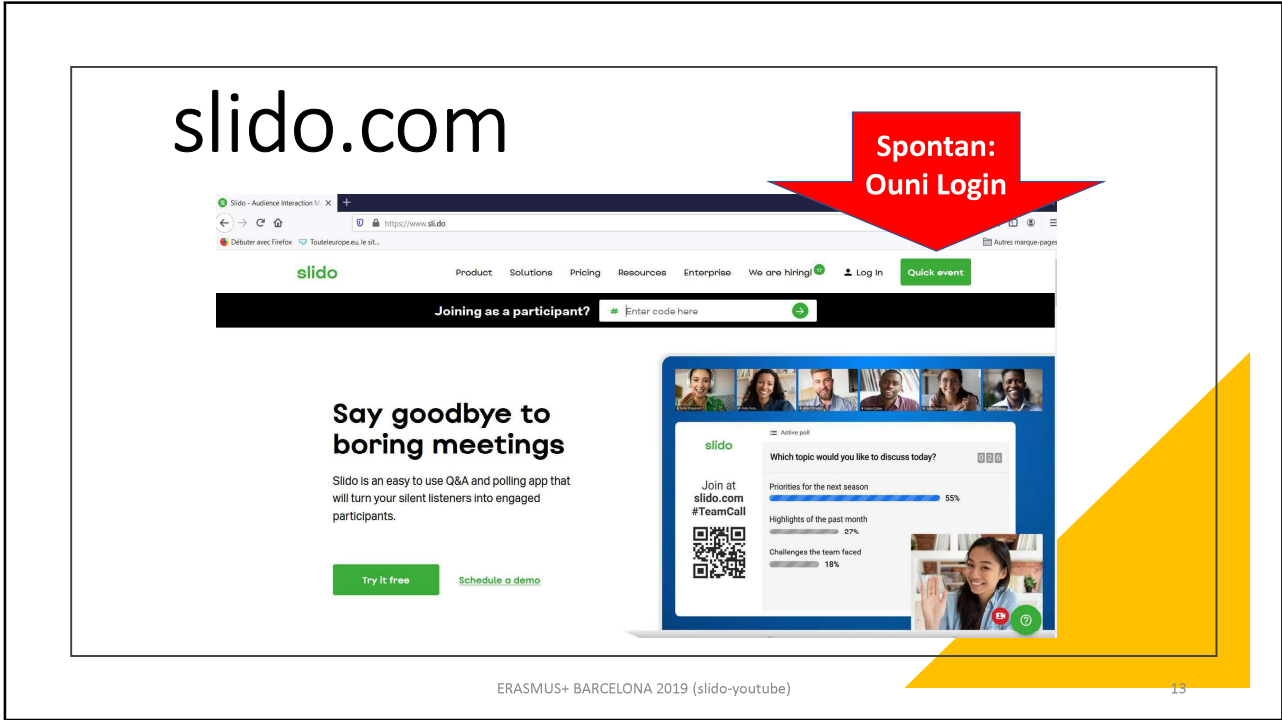 slido.com
Spontan:
Ouni Login
Slido - Audience Interaction M
https://www.sli.do
Débuter avec Firefox Touteleurope.eu, le sit...
Autres marque-pages
slido
Product Solutions Pricing Resources Enterprise We are hiring! Log In Quick event
Joining as a participant? # Enter code here
Say goodbye to
boring meetings
Slido is an easy to use Q&A and polling app that
will turn your silent listeners into engaged
participants.
Try it free Schedule a demo
slido
Join at
slido.com
#TeamCall
Active poll
Which topic would you like to discuss today? 026
Priorities for the next season
55%
Highlights of the past month
27%
Challenges the team faced
18%
ERASMUS+ BARCELONA 2019 (slido-youtube)
13